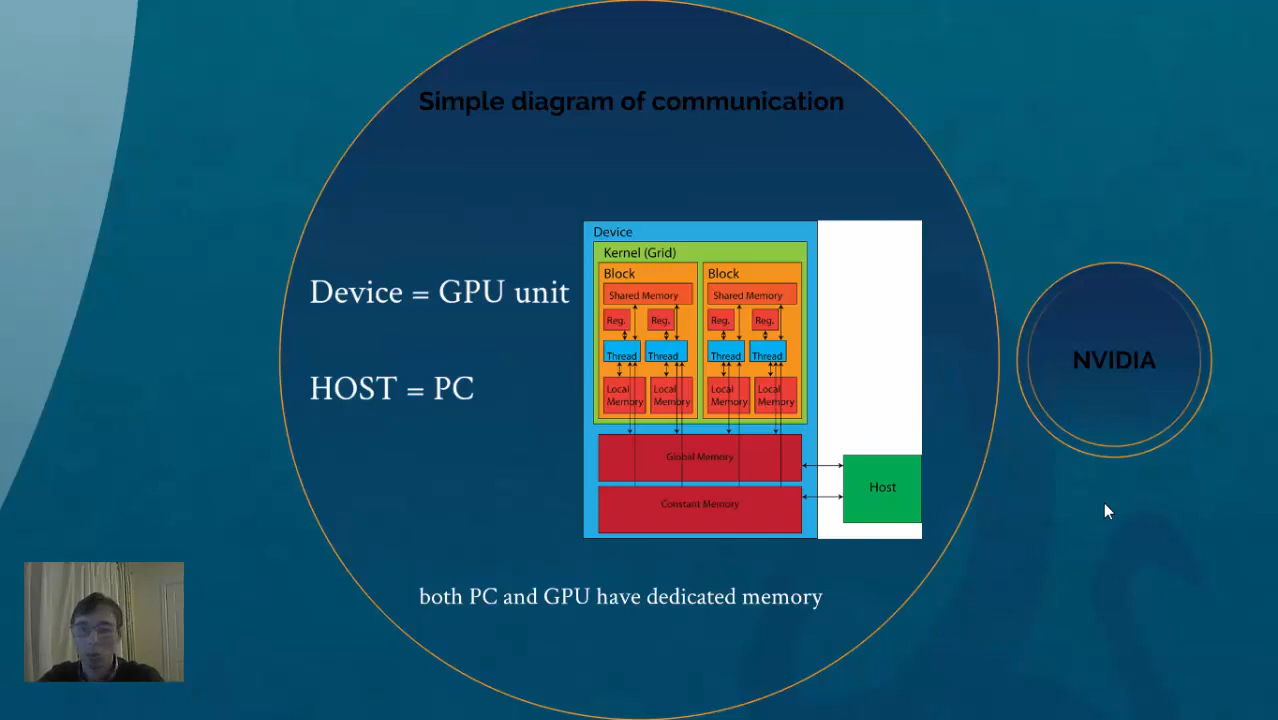 Simple diagram of communication
Device = GPU unit
HOST = PC
Device
Kernel (Grid)
Block Block
Shared Memory Shared Memory
Reg. Reg. Reg. Reg.
Thread Thread Thread Thread
Local Local Local Local
Memory Memory Memory Memory
Global Memory
Constant Memory
Host
NVIDIA
both PC and GPU have dedicated memory